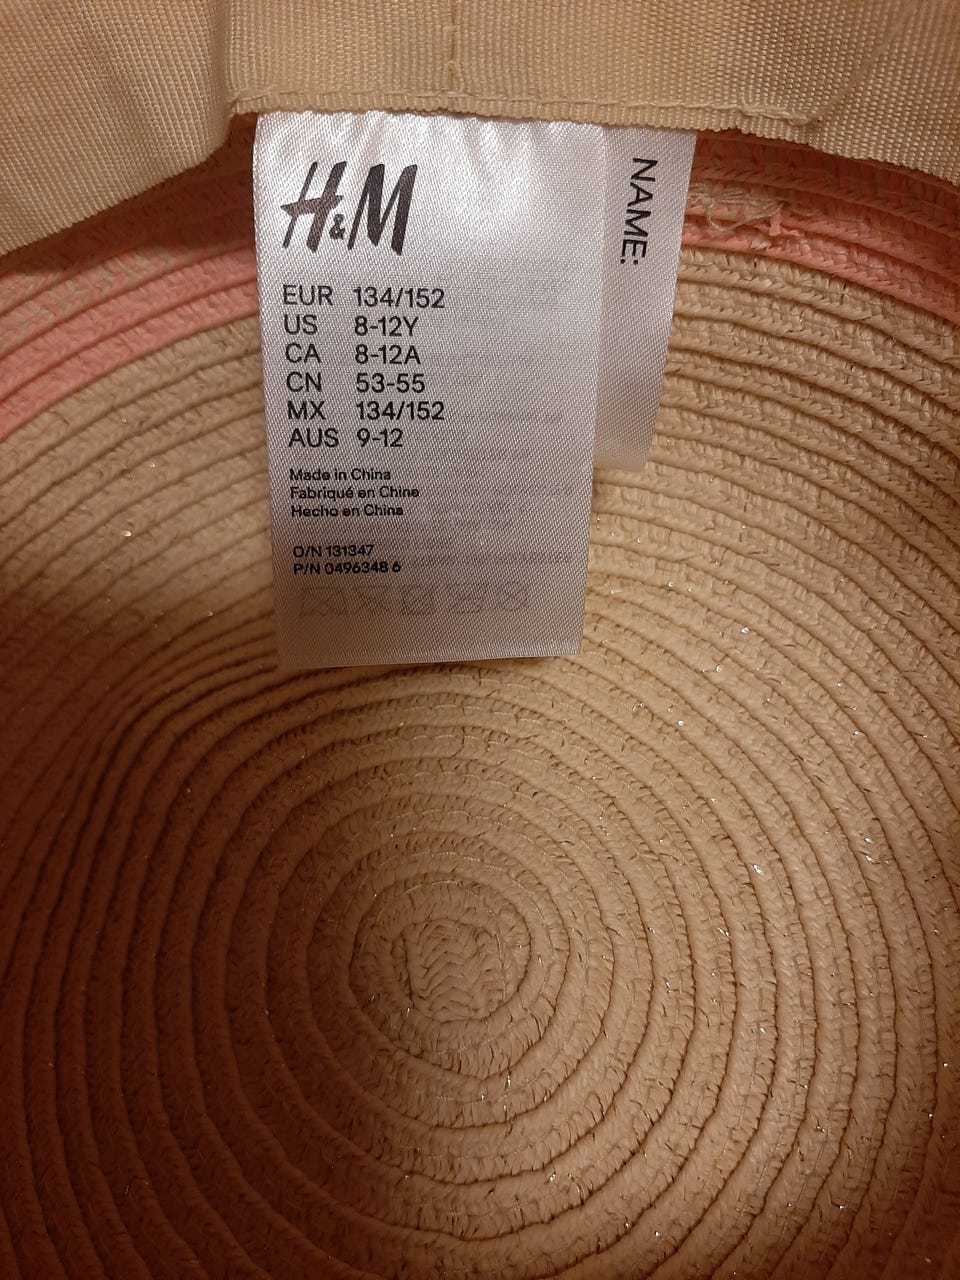 H&M
EUR 134/152
US 8-12Y
CA 8-12A
CN 53-55
MX 134/152
AUS 9-12
Made in China
Fabriqué en Chine
Hecho en China
O/N 131347
P/N 0496348 6
NAME: